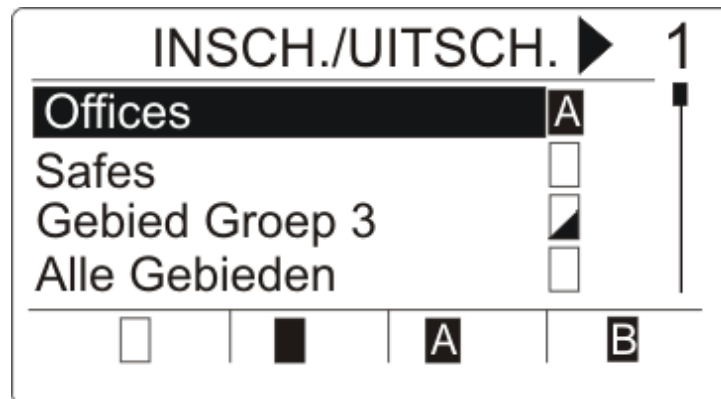 INSCH./UITSCH. 1
Offices A
Safes
Gebied Groep 3
Alle Gebieden
A B